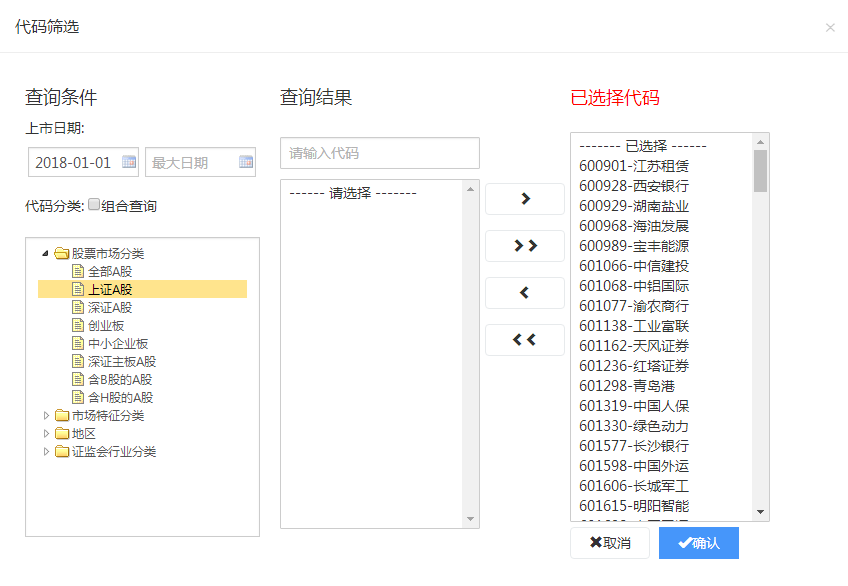 代码筛选
×
查询条件
上市日期:
2018-01-01
最大日期
代码分类:
组合查询
股票市场分类
全部A股
上证A股
深证A股
创业板
中小企业板
深证主板A股
含B股的A股
含H股的A股
市场特征分类
地区
证监会行业分类
查询结果
请输入代码
------ 请选择 -------
已选择代码
------- 已选择 ------
600901-江苏租赁
600928-西安银行
600929-湖南盐业
600968-海油发展
600989-宝丰能源
601066-中信建投
601068-中铝国际
601077-渝农商行
601138-工业富联
601162-天风证券
601236-红塔证券
601298-青岛港
601319-中国人保
601330-绿色动力
601577-长沙银行
601598-中国外运
601606-长城军工
601615-明阳智能
取消
确认